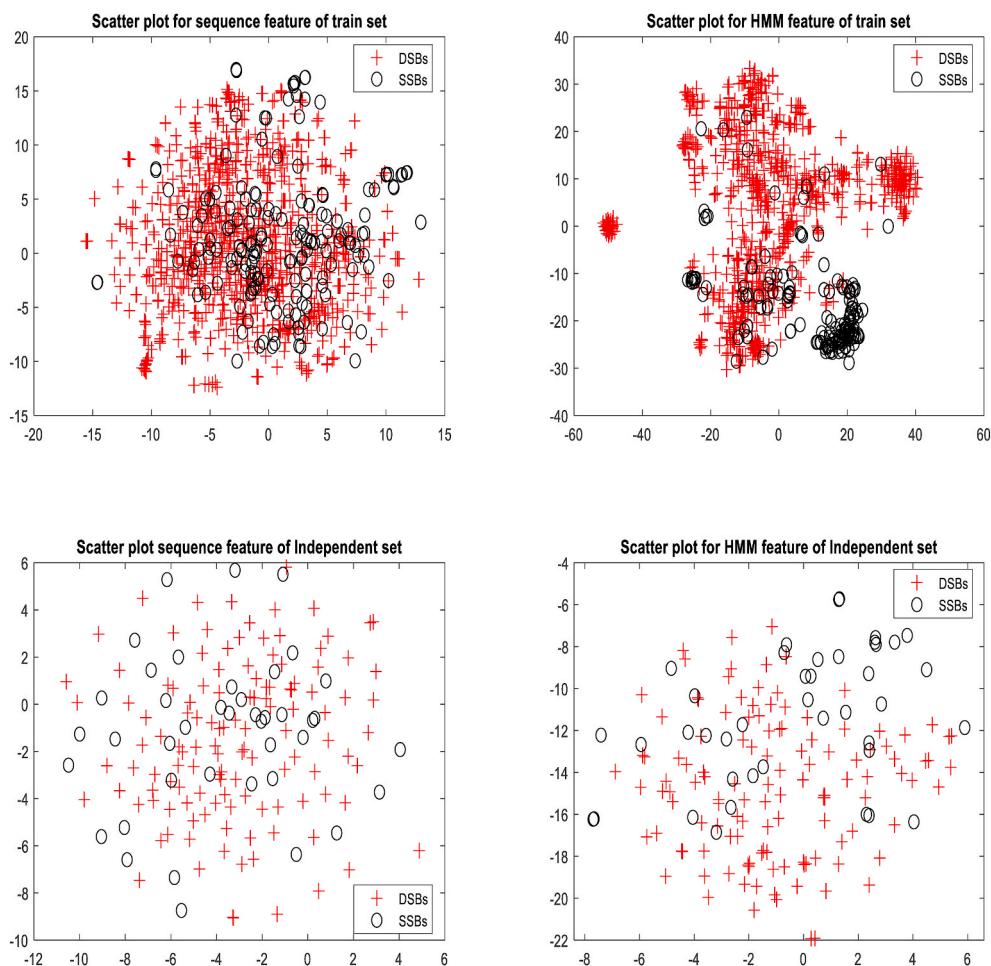 Scatter plot for sequence feature of train set
20
15
10
5
0
-5
-10
-15
-20 -15 -10 -5 0 5 10 15
DSBs
SSBs
Scatter plot for HMM feature of train set
40
30
20
10
0
-10
-20
-30
-40
-60 -40 -20 0 20 40 60
DSBs
SSBs
Scatter plot sequence feature of Independent set
6
4
2
0
-2
-4
-6
-8
-10
-12 -10 -8 -6 -4 -2 0 2 4 6
DSBs
SSBs
Scatter plot for HMM feature of Independent set
-4
-6
-8
-10
-12
-14
-16
-18
-20
-22
-8 -6 -4 -2 0 2 4 6
DSBs
SSBs